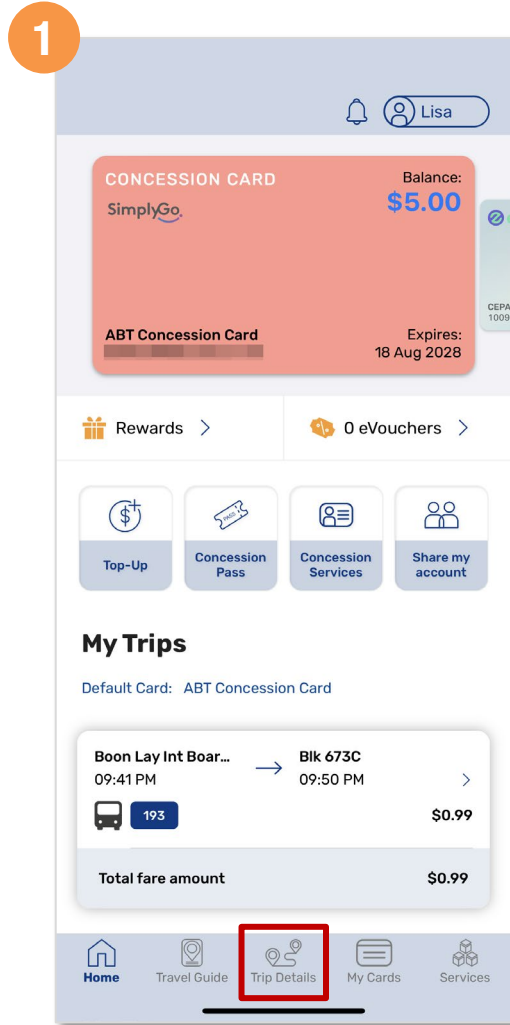 1
Lisa
CONCESSION CARD
Balance:
SimplyGo
$5.00
CEPA
1009
ABT Concession Card
Expires:
18 Aug 2028
Rewards
0 eVouchers
PASS
Top-Up
Concession
Pass
Concession
Services
Share my
account
My Trips
Default Card: ABT Concession Card
Boon Lay Int Boar...
Blk 673C
09:41 PM
09:50 PM
193
$0.99
Total fare amount
$0.99
Home
Travel Guide
Trip Details
My Cards
Services